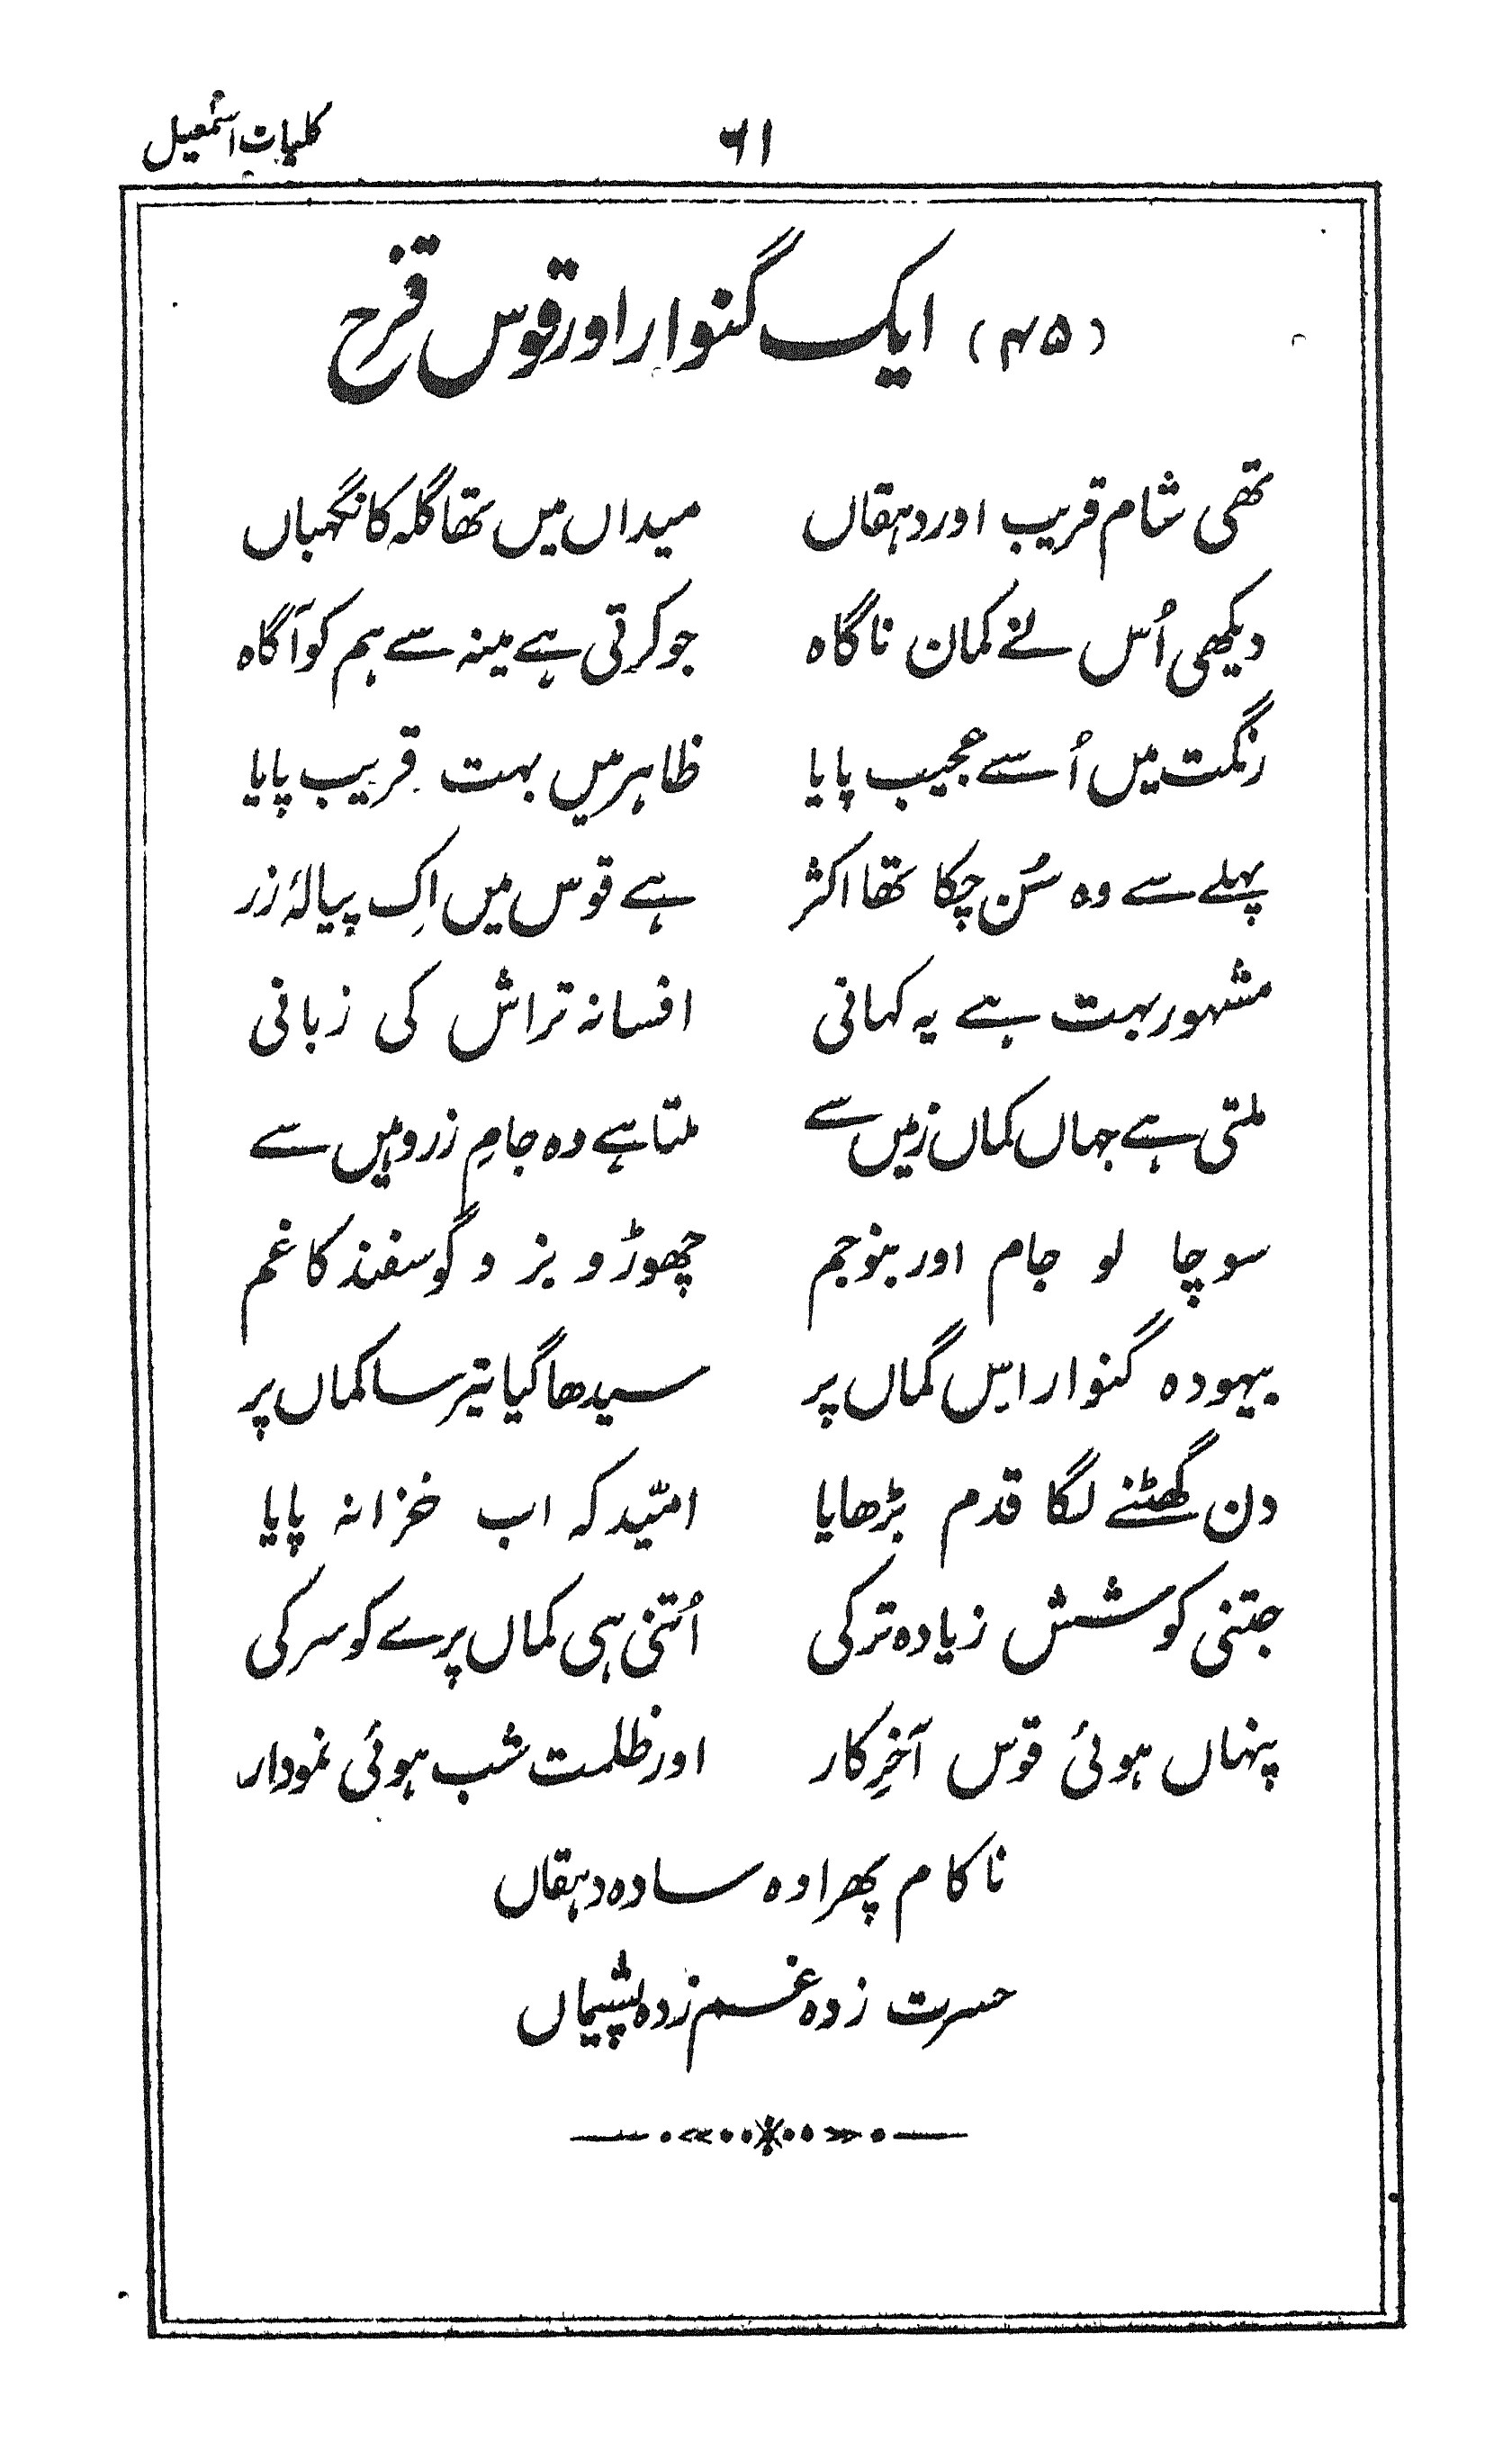 کلیاتِ اسمٰعیل ۶۱
(۴۵) ایک گنوار اور قوس قزح
تھی شام قریب اور دہقاں میداں میں تھا گلہ کا نگہباں
دیکھی اُس نے کمان ناگاہ جو کرتی ہے مینہ سے ہم کو آگاہ
رنگت میں اُسے عجیب پایا ظاہر میں بہت قریب پایا
پہلے سے وہ سُن چکا تھا اکثر ہے قوس میں اِک پیالۂ زر
مشہور بہت ہے یہ کہانی افسانہ تراش کی زبانی
ملتی ہے جہاں کماں زمیں سے ملتا ہے وہ جامِ زر وہیں سے
سوچا لو جام اور بنو جم چھوڑو بز و گوسفند کا غم
بیہودہ گنوار اس گماں پر سیدھا گیا تیر سا کماں پر
دن گھٹنے لگا قدم بڑھایا امیّد کہ اب خزانہ پایا
جتنی کوشش زیادہ تر کی اُتنی ہی کماں پرے کو سرکی
پنہاں ہوئی قوس آخرِ کار اور ظلمت شب ہوئی نمودار
ناکام پھرا وہ سادہ دہقاں
حسرت زدہ غم زدہ پشیماں